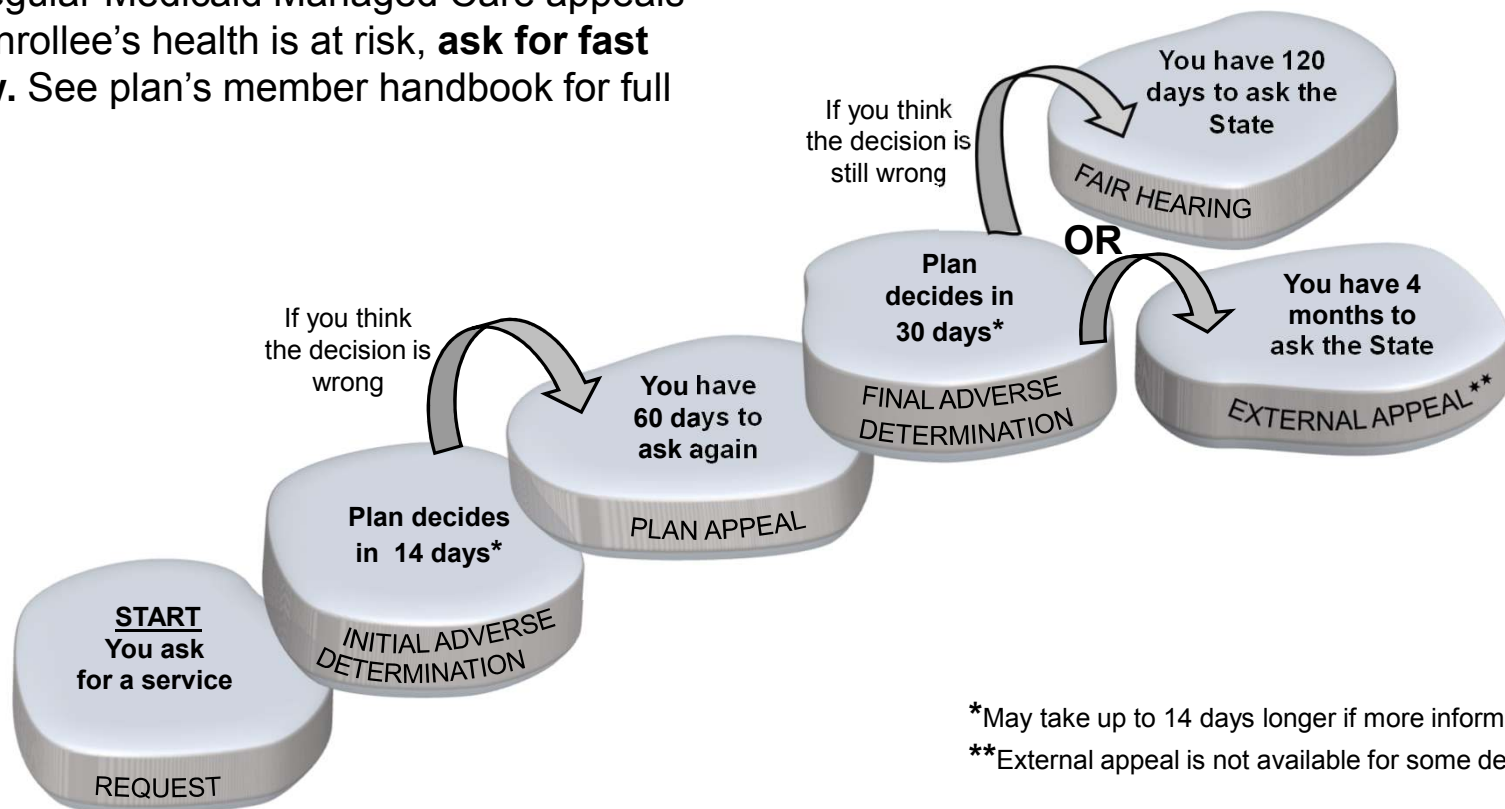 gular Medicaid Managed Care appeals
nrollee's health is at risk, ask for fast
. See plan's member handbook for full
If you think
the decision is
still wrong
You have 120
days to ask the
State
FAIR HEARING
OR
Plan
decides in
30 days*
FINAL ADVERSE
DETERMINATION
You have 4
months to
ask the State
EXTERNAL APPEAL**
If you think
the decision is
wrong
You have
60 days to
ask again
PLAN APPEAL
Plan decides
in 14 days*
INITIAL ADVERSE
DETERMINATION
START
You ask
for a service
REQUEST
*May take up to 14 days longer if more inform
**External appeal is not available for some de